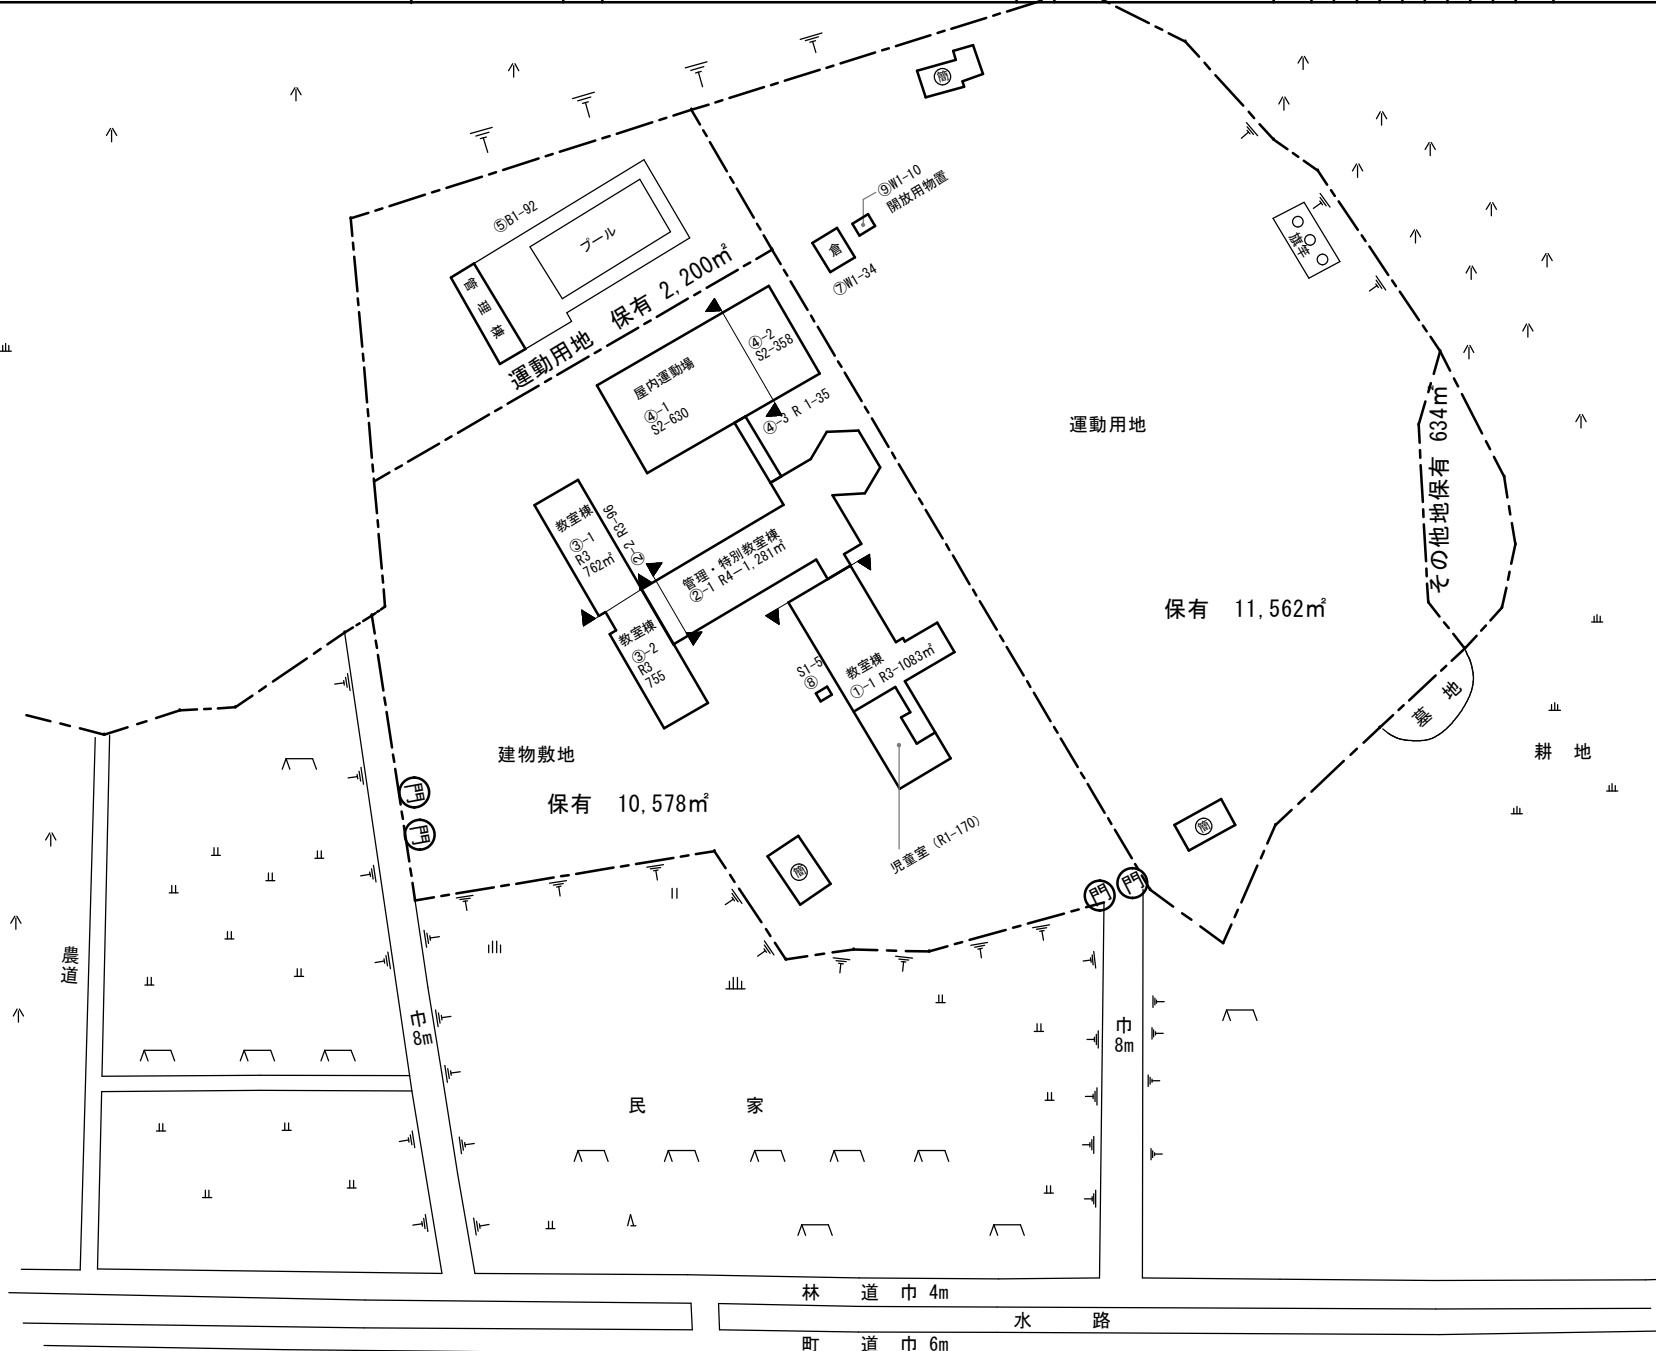 簡
⑤B1-92
プール
管理棟
運動用地 保有 2,200㎡
⑨W1-10
開放用物置
倉
⑦W1-34
旗竿
屋内運動場
④-1
S2-630
④-2
S2-358
④-3 R 1-35
運動用地
保有 11,562㎡
その他地保有 634㎡
教室棟
③-1
R3
762㎡
②-2 R3-96
管理・特別教室棟
②-1 R4-1,281㎡
教室棟
③-2
R3
755
S1-5
⑧
教室棟
①-1 R3-1083㎡
墓地
耕地
建物敷地
保有 10,578㎡
門
門
簡
簡
児童室 (R1-170)
門
門
農道
巾
8m
巾
8m
民家
林道巾 4m
水路
町道巾 6m